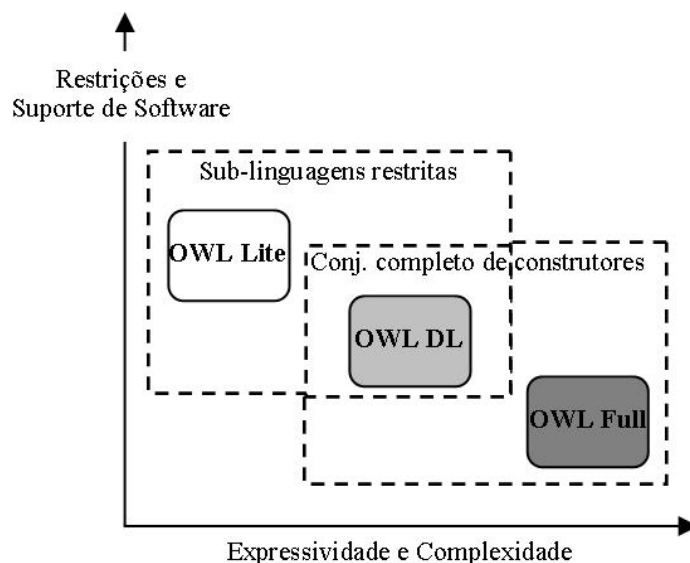 Restrições e
Suporte de Software
Sub-linguagens restritas
OWL Lite
Conj. completo de construtores
OWL DL
OWL Full
Expressividade e Complexidade